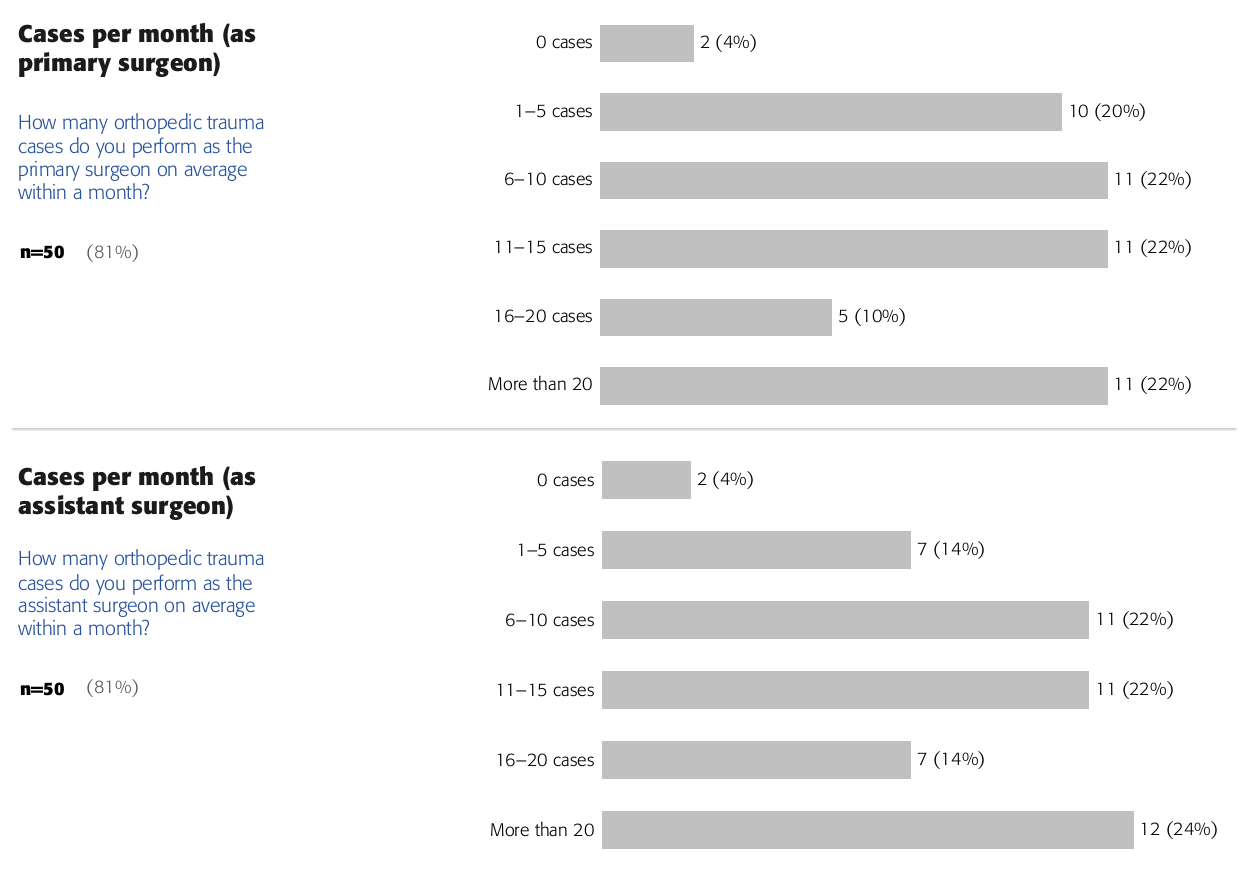 Cases per month (as
primary surgeon)
How many orthopedic trauma
cases do you perform as the
primary surgeon on average
within a month?
n=50 (81%)
0 cases 2 (4%)
1–5 cases 10 (20%)
6–10 cases 11 (22%)
11–15 cases 11 (22%)
16–20 cases 5 (10%)
More than 20 11 (22%)
Cases per month (as
assistant surgeon)
How many orthopedic trauma
cases do you perform as the
assistant surgeon on average
within a month?
n=50 (81%)
0 cases 2 (4%)
1–5 cases 7 (14%)
6–10 cases 11 (22%)
11–15 cases 11 (22%)
16–20 cases 7 (14%)
More than 20 12 (24%)